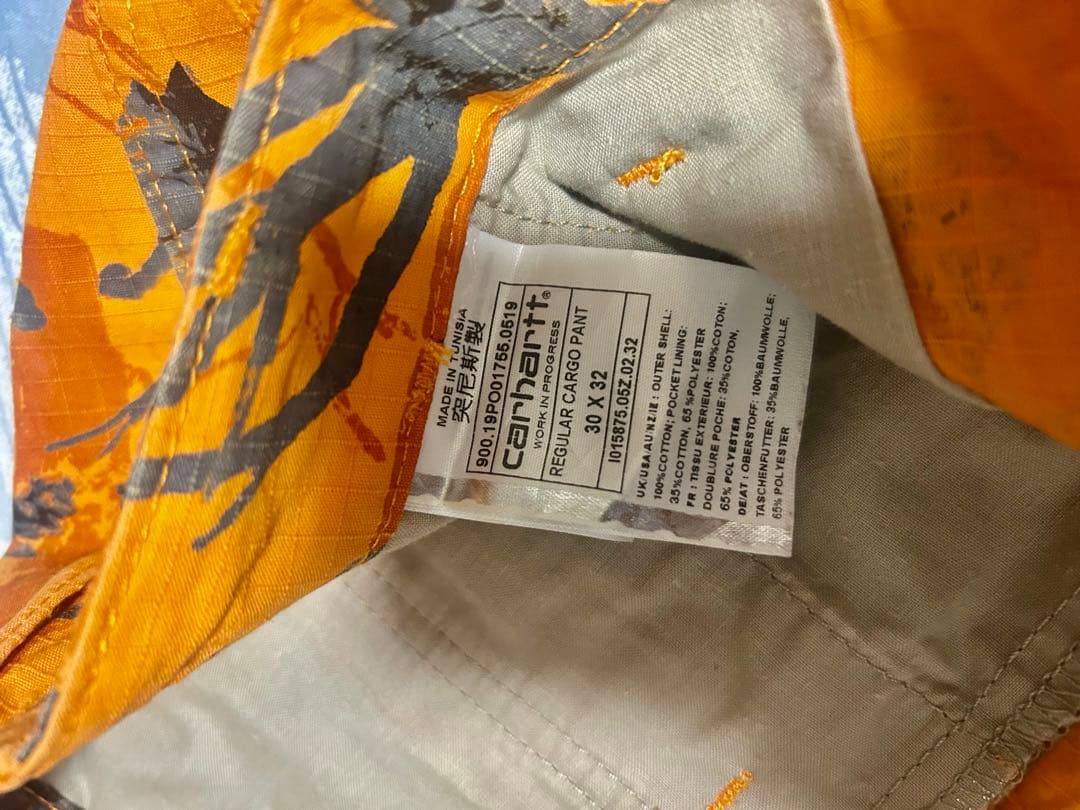 MADE IN TUNISIA
突尼斯製
900.19PO01755.0519
carhartt®
WORK IN PROGRESS
REGULAR CARGO PANT
30 X 32
I015875.05Z.02.32
UK/USA/AU/NZ/IE : OUTER SHELL:
100%COTTON; POCKET LINING:
35%COTTON, 65 %POLYESTER
FR : TISSU EXTERIEUR: 100%COTON;
DOUBLURE POCHE: 35%COTON,
65% POLYESTER
DE/AT : OBERSTOFF: 100%BAUMWOLLE;
TASCHENFUTTER: 35%BAUMWOLLE,
65% POLYESTER